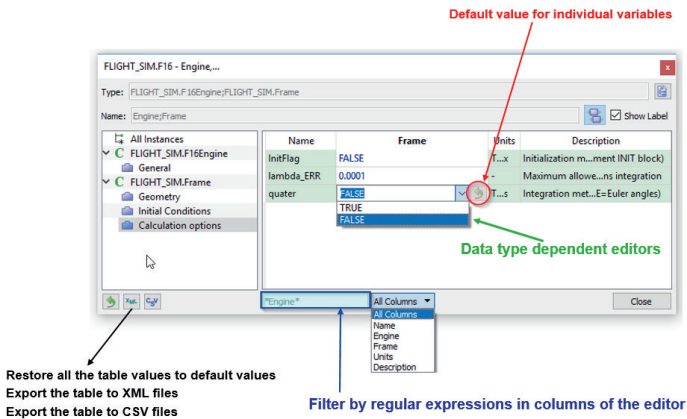 Default value for individual variables
FLIGHT_SIM.F16 - Engine,...
x
Type: FLIGHT_SIM.F16Engine;FLIGHT_SIM.Frame
Name: Engine;Frame
Show Label
All Instances
C FLIGHT_SIM.F16Engine
General
C FLIGHT_SIM.Frame
Geometry
Initial Conditions
Calculation options
Name Frame Units Description
InitFlag FALSE T...x Initialization m...ment INIT block)
lambda_ERR 0.0001 - Maximum allowe...ns integration
quater FALSE T...s Integration met...E=Euler angles)
TRUE
FALSE
Data type dependent editors
XML CSV *Engine* All Columns Close
All Columns
Name
Engine
Frame
Units
Description
Restore all the table values to default values
Export the table to XML files
Export the table to CSV files
Filter by regular expressions in columns of the editor